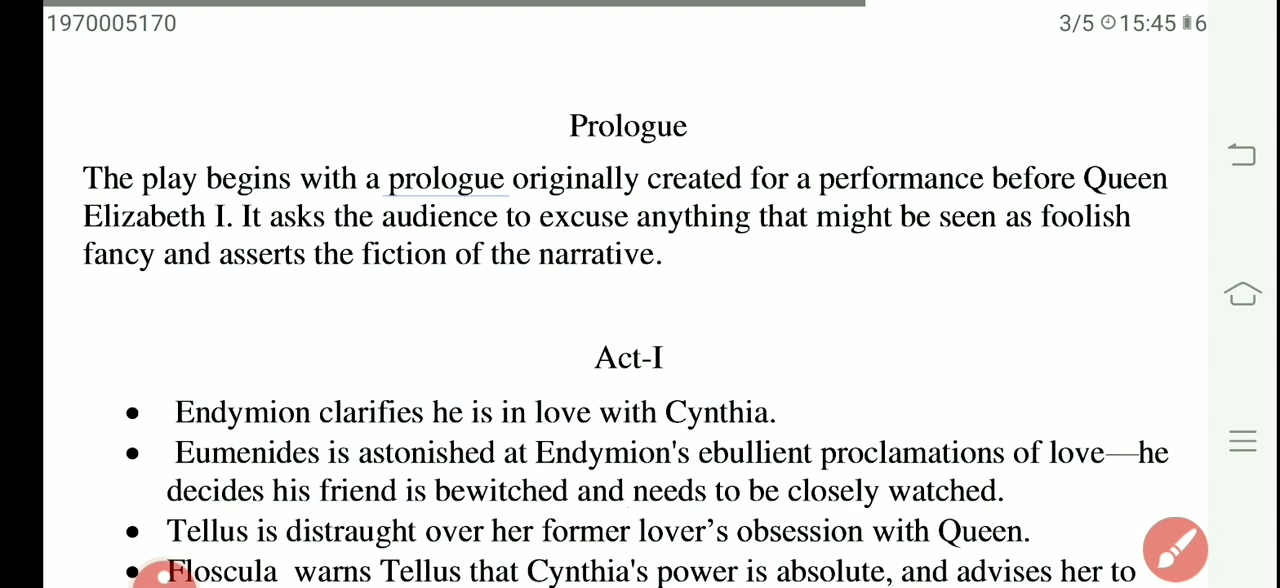 1970005170
3/5 15:45 6
Prologue
The play begins with a prologue originally created for a performance before Queen
Elizabeth I. It asks the audience to excuse anything that might be seen as foolish
fancy and asserts the fiction of the narrative.
Act-I
• Endymion clarifies he is in love with Cynthia.
• Eumenides is astonished at Endymion's ebullient proclamations of love—he
decides his friend is bewitched and needs to be closely watched.
• Tellus is distraught over her former lover’s obsession with Queen.
• Floscula warns Tellus that Cynthia's power is absolute, and advises her to